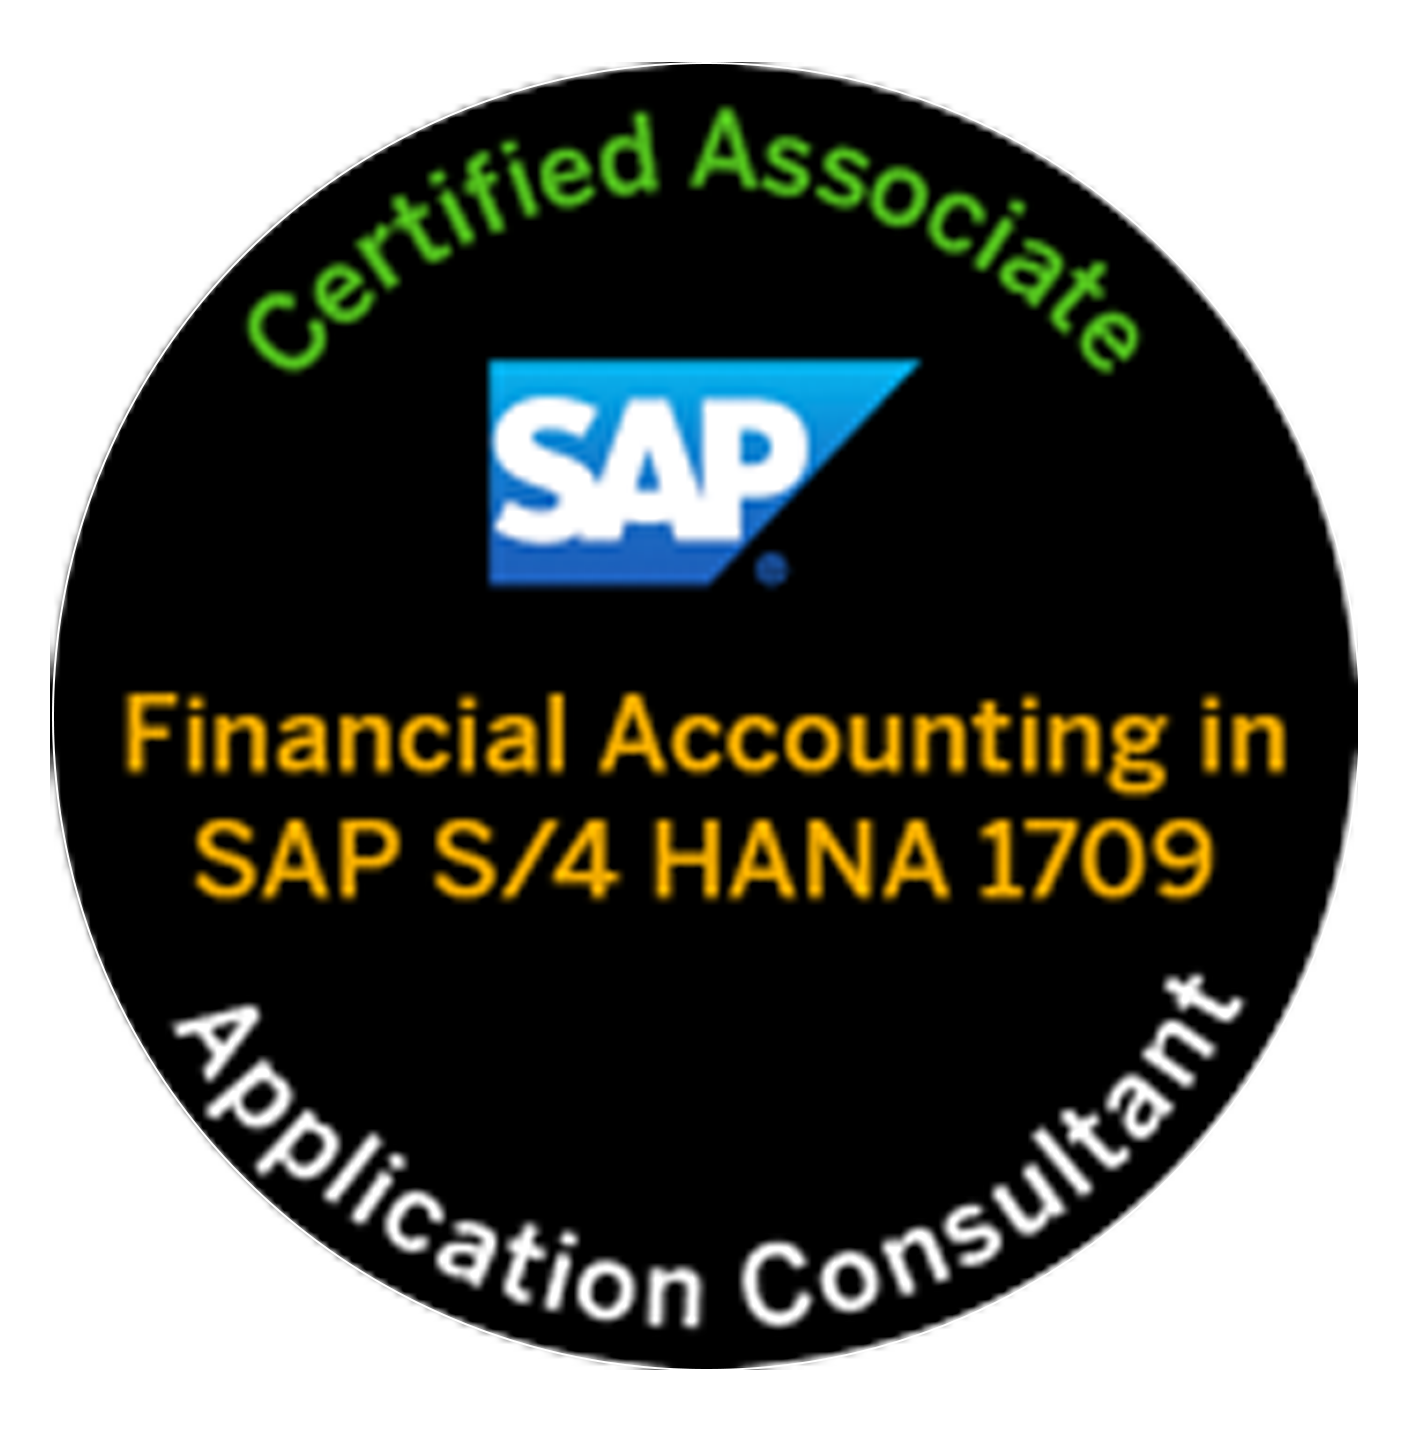 Certified Associate
SAP
Financial Accounting in
SAP S/4 HANA 1709
Application Consultant